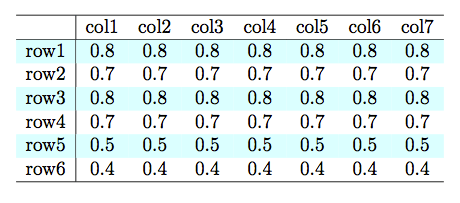 col1 col2 col3 col4 col5 col6 col7
row1 0.8 0.8 0.8 0.8 0.8 0.8 0.8
row2 0.7 0.7 0.7 0.7 0.7 0.7 0.7
row3 0.8 0.8 0.8 0.8 0.8 0.8 0.8
row4 0.7 0.7 0.7 0.7 0.7 0.7 0.7
row5 0.5 0.5 0.5 0.5 0.5 0.5 0.5
row6 0.4 0.4 0.4 0.4 0.4 0.4 0.4